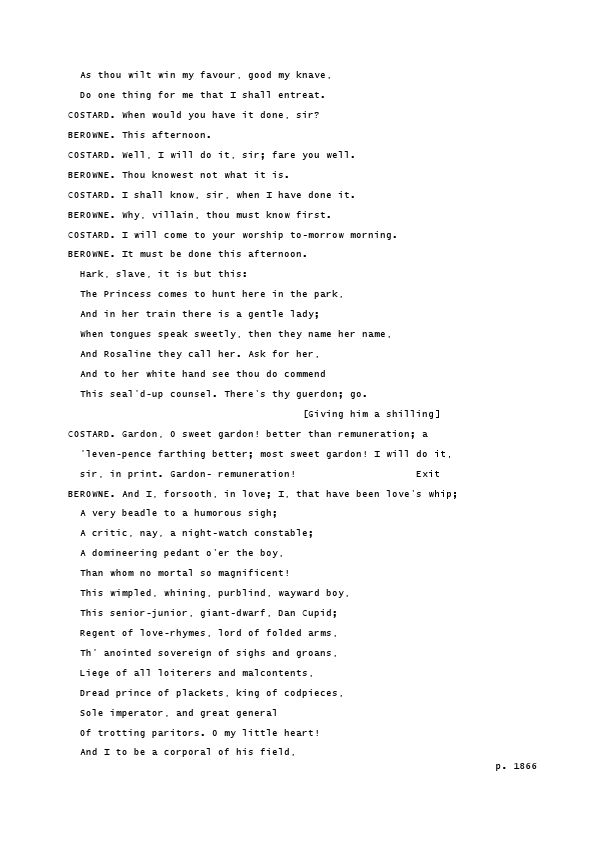 As thou wilt win my favour, good my knave,
Do one thing for me that I shall entreat.
COSTARD. When would you have it done, sir?
BEROWNE. This afternoon.
COSTARD. Well, I will do it, sir; fare you well.
BEROWNE. Thou knowest not what it is.
COSTARD. I shall know, sir, when I have done it.
BEROWNE. Why, villain, thou must know first.
COSTARD. I will come to your worship to-morrow morning.
BEROWNE. It must be done this afternoon.
Hark, slave, it is but this:
The Princess comes to hunt here in the park,
And in her train there is a gentle lady;
When tongues speak sweetly, then they name her name,
And Rosaline they call her. Ask for her,
And to her white hand see thou do commend
This seal'd-up counsel. There's thy guerdon; go.
[Giving him a shilling]
COSTARD. Gardon, O sweet gardon! better than remuneration; a
'leven-pence farthing better; most sweet gardon! I will do it,
sir, in print. Gardon- remuneration! Exit
BEROWNE. And I, forsooth, in love; I, that have been love's whip;
A very beadle to a humorous sigh;
A critic, nay, a night-watch constable;
A domineering pedant o'er the boy,
Than whom no mortal so magnificent!
This wimpled, whining, purblind, wayward boy,
This senior-junior, giant-dwarf, Dan Cupid;
Regent of love-rhymes, lord of folded arms,
Th' anointed sovereign of sighs and groans,
Liege of all loiterers and malcontents,
Dread prince of plackets, king of codpieces,
Sole imperator, and great general
Of trotting paritors. O my little heart!
And I to be a corporal of his field,
p. 1866